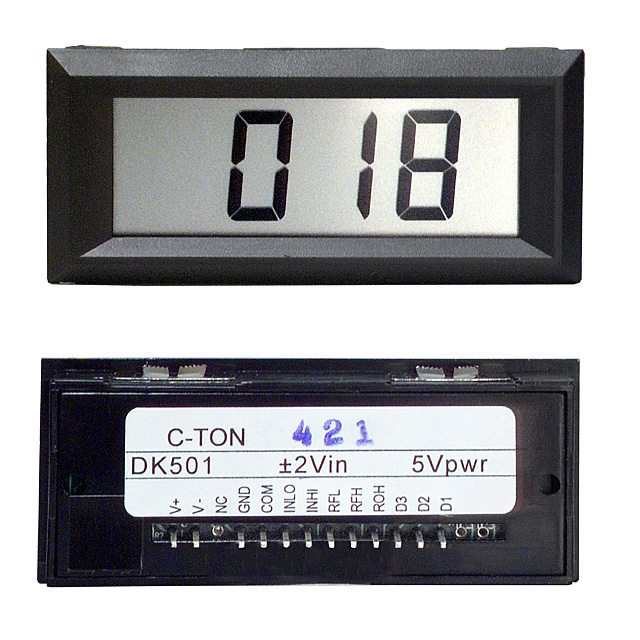 018
C-TON 421
DK501 ±2Vin 5Vpwr
V+ V- NC GND COM INLO INHI RFL RFH ROH D3 D2 D1